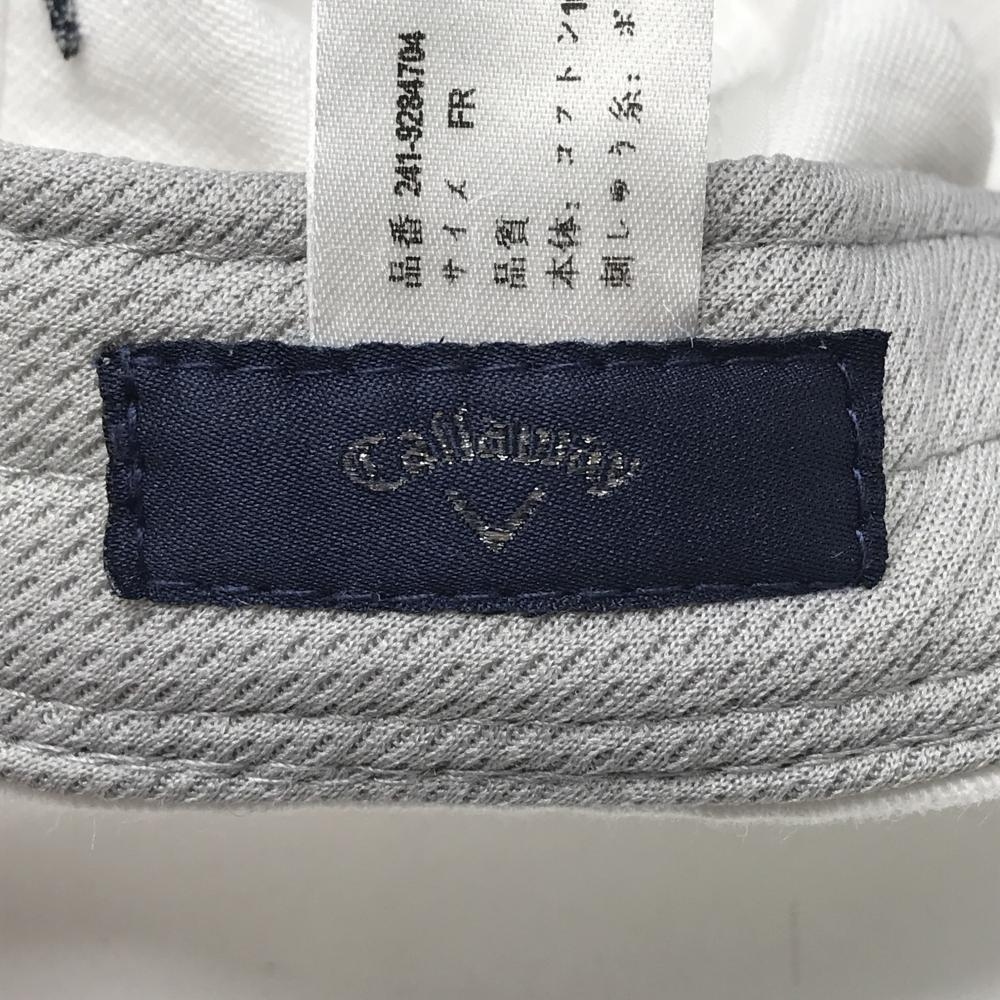 品番 241-9284704
サイズ FR
品質
本体: コットン1
刺しゅう糸: ポ
Callaway